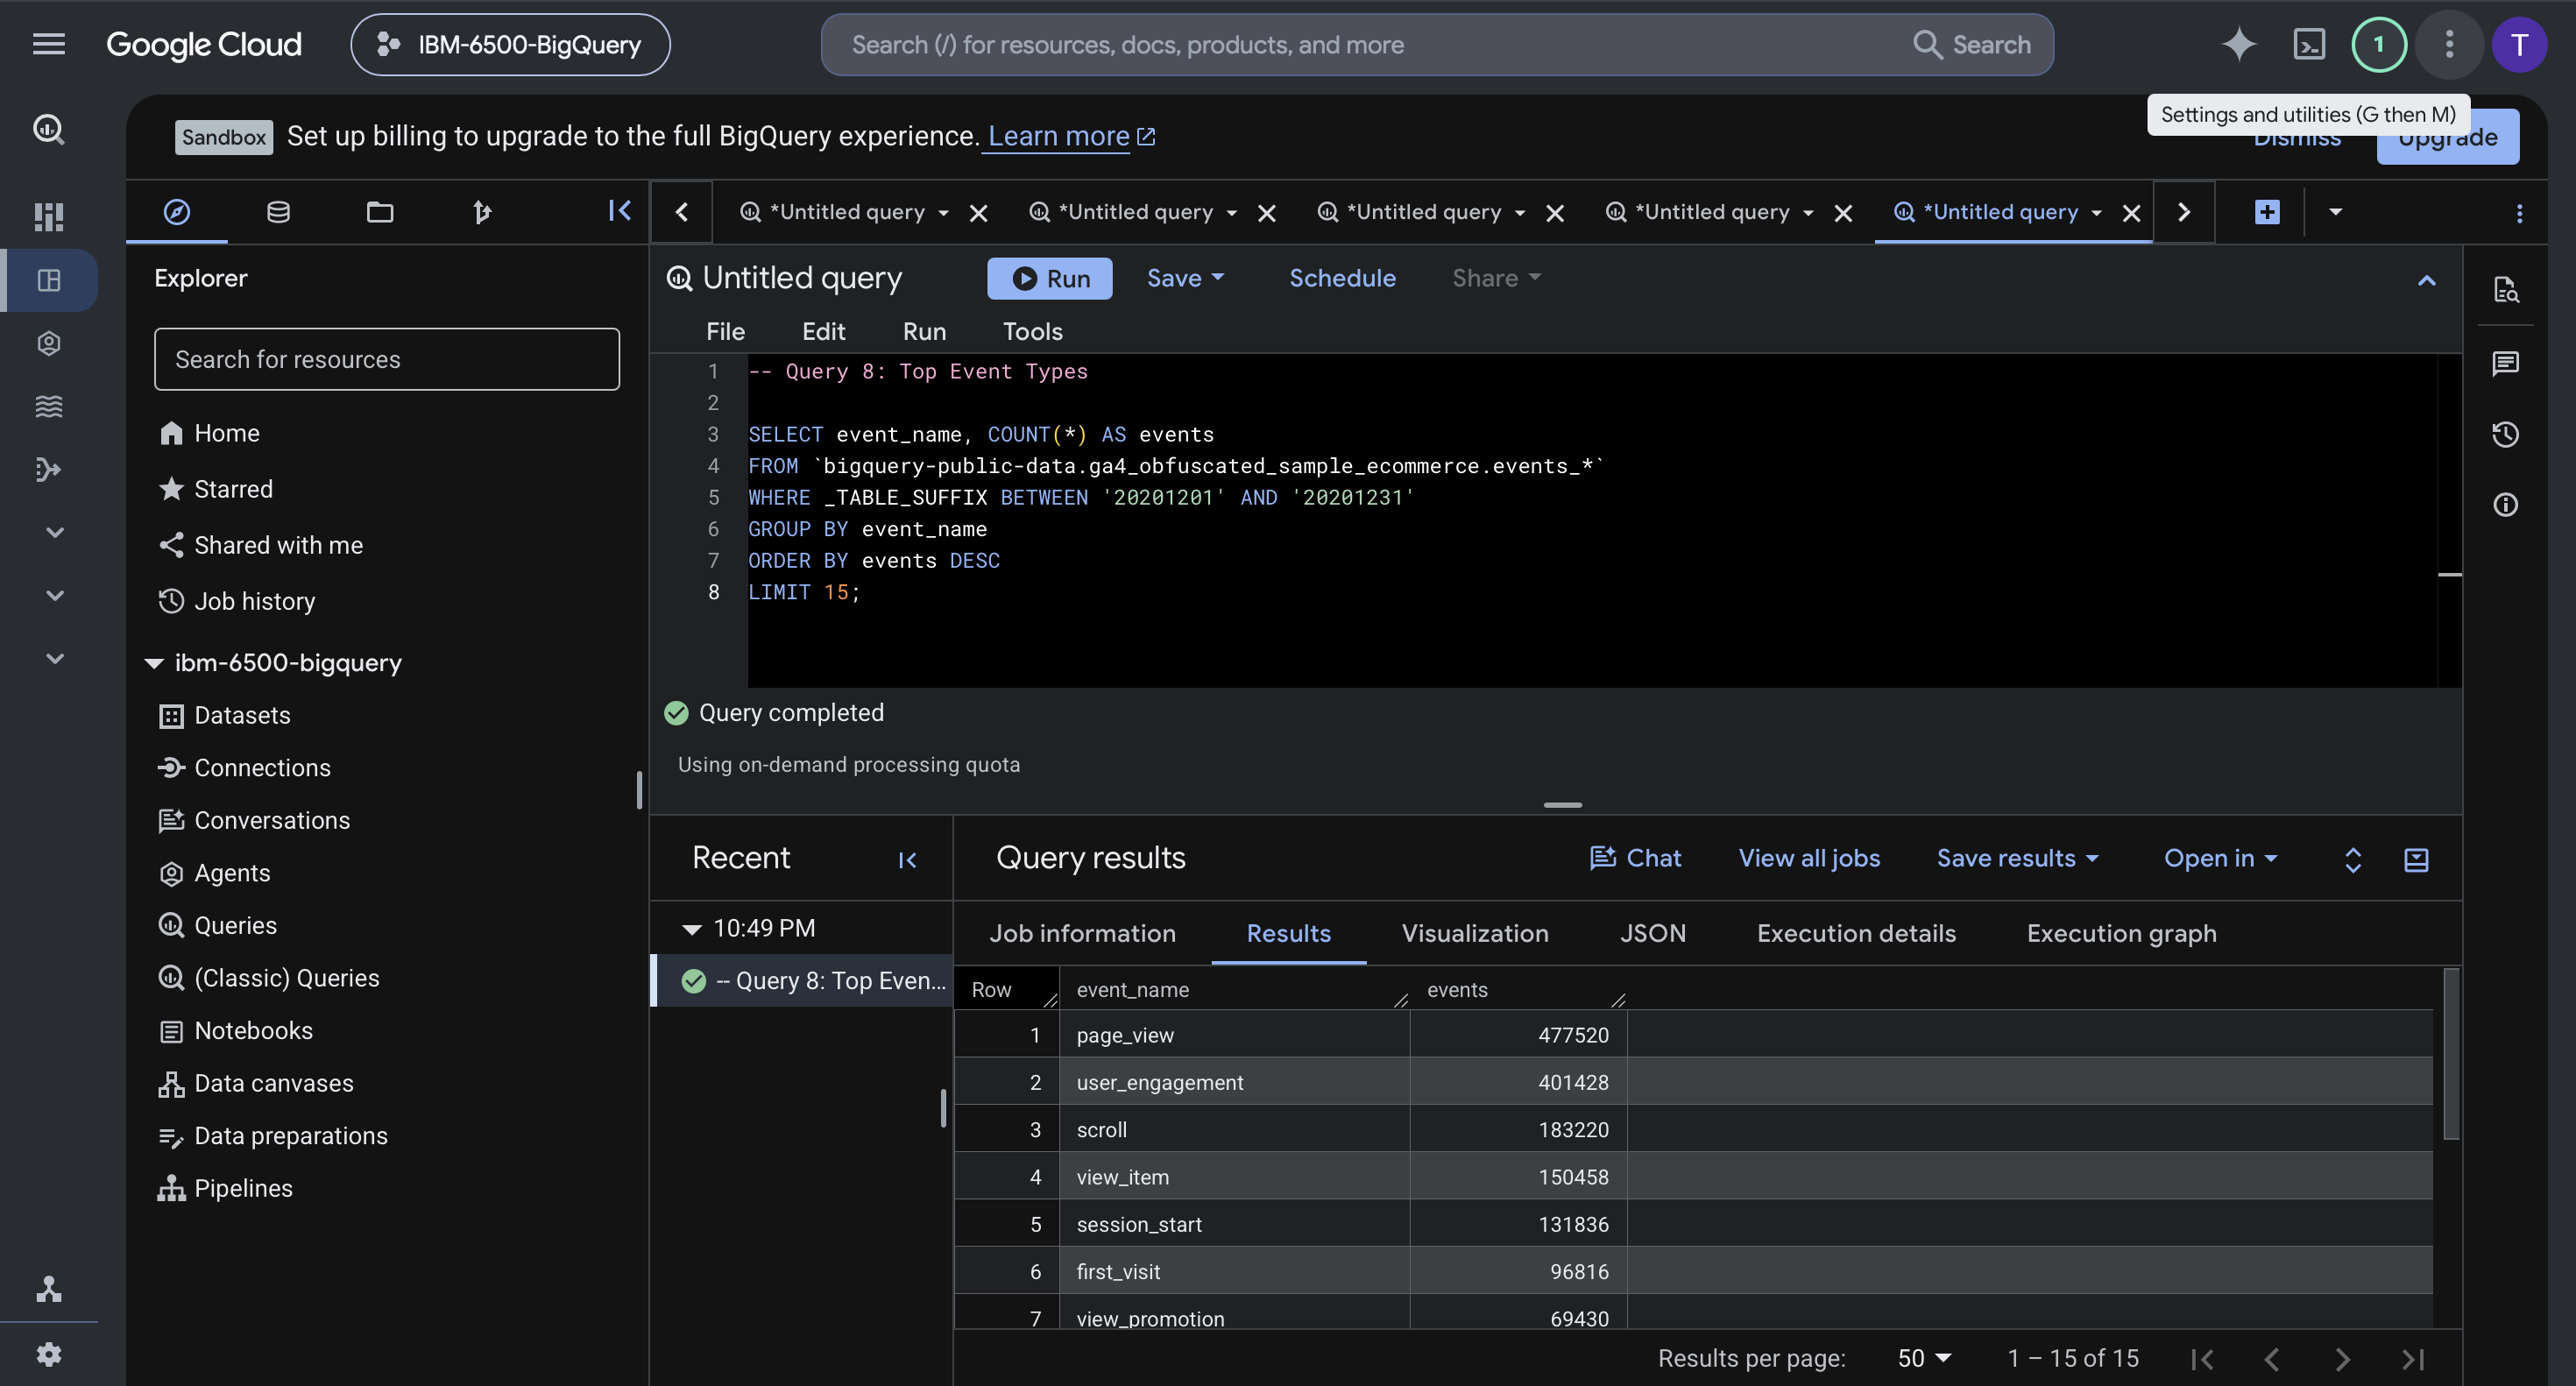 Google Cloud
IBM-6500-BigQuery
Search (/) for resources, docs, products, and more
Search
1
T
Settings and utilities (G then M)
Sandbox Set up billing to upgrade to the full BigQuery experience. Learn more
Dismiss
Upgrade
*Untitled query
*Untitled query
*Untitled query
*Untitled query
*Untitled query
Explorer
Search for resources
Home
Starred
Shared with me
Job history
ibm-6500-bigquery
Datasets
Connections
Conversations
Agents
Queries
(Classic) Queries
Notebooks
Data canvases
Data preparations
Pipelines
Untitled query
Run
Save
Schedule
Share
File Edit Run Tools
1 -- Query 8: Top Event Types
2
3 SELECT event_name, COUNT(*) AS events
4 FROM `bigquery-public-data.ga4_obfuscated_sample_ecommerce.events_*`
5 WHERE _TABLE_SUFFIX BETWEEN '20201201' AND '20201231'
6 GROUP BY event_name
7 ORDER BY events DESC
8 LIMIT 15;
Query completed
Using on-demand processing quota
Recent
10:49 PM
-- Query 8: Top Even...
Query results
Chat
View all jobs
Save results
Open in
Job information Results Visualization JSON Execution details Execution graph
Row event_name events
1 page_view 477520
2 user_engagement 401428
3 scroll 183220
4 view_item 150458
5 session_start 131836
6 first_visit 96816
7 view_promotion 69430
Results per page: 50 1 – 15 of 15